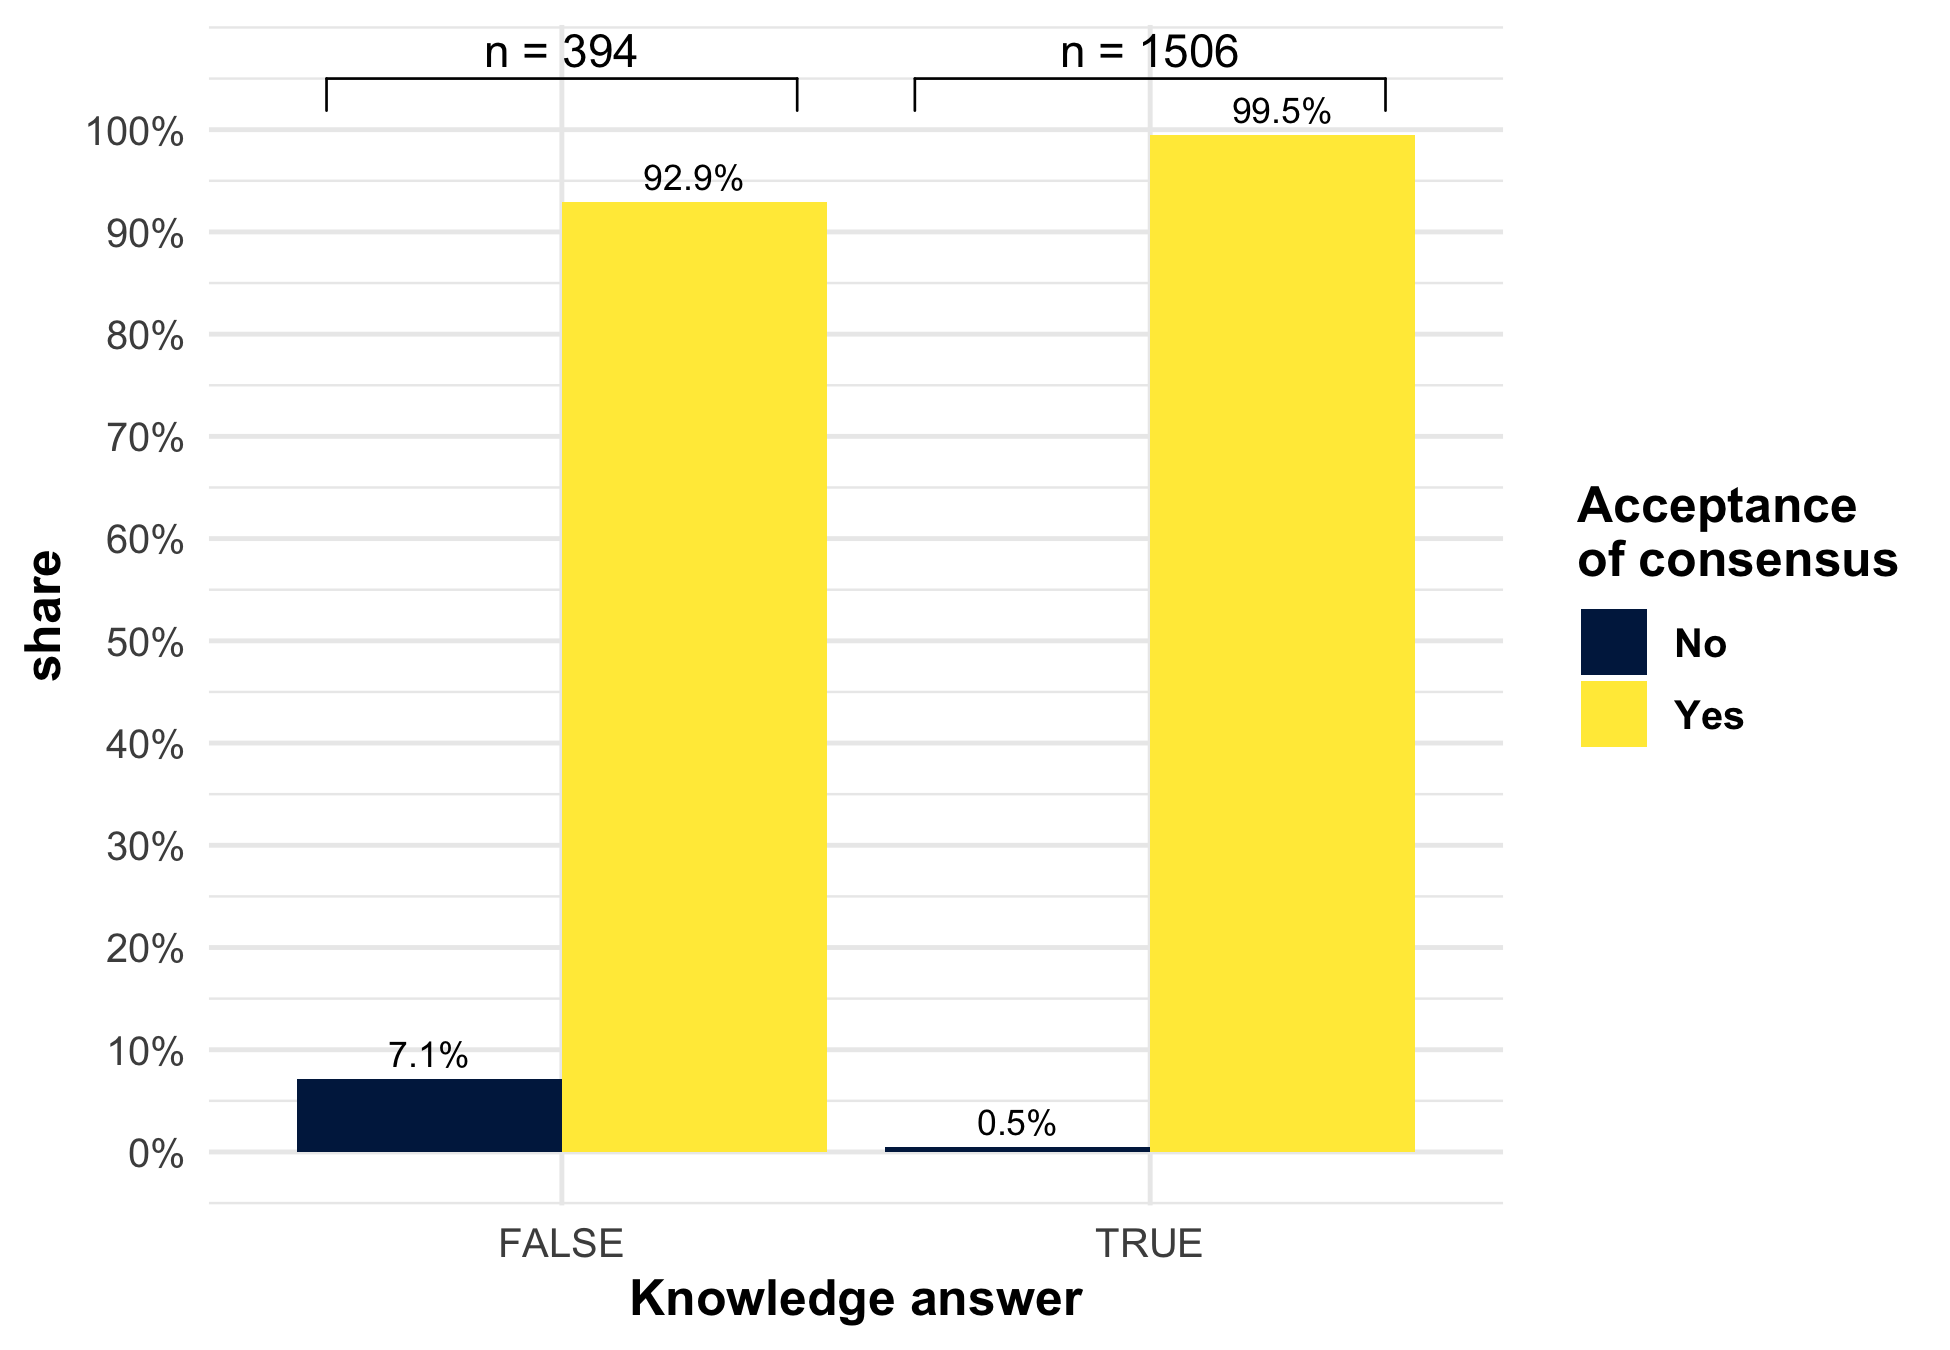 n = 394
n = 1506
99.5%
92.9%
7.1%
0.5%
100%
90%
80%
70%
60%
50%
40%
30%
20%
10%
0%
share
FALSE
TRUE
Knowledge answer
Acceptance
of consensus
No
Yes